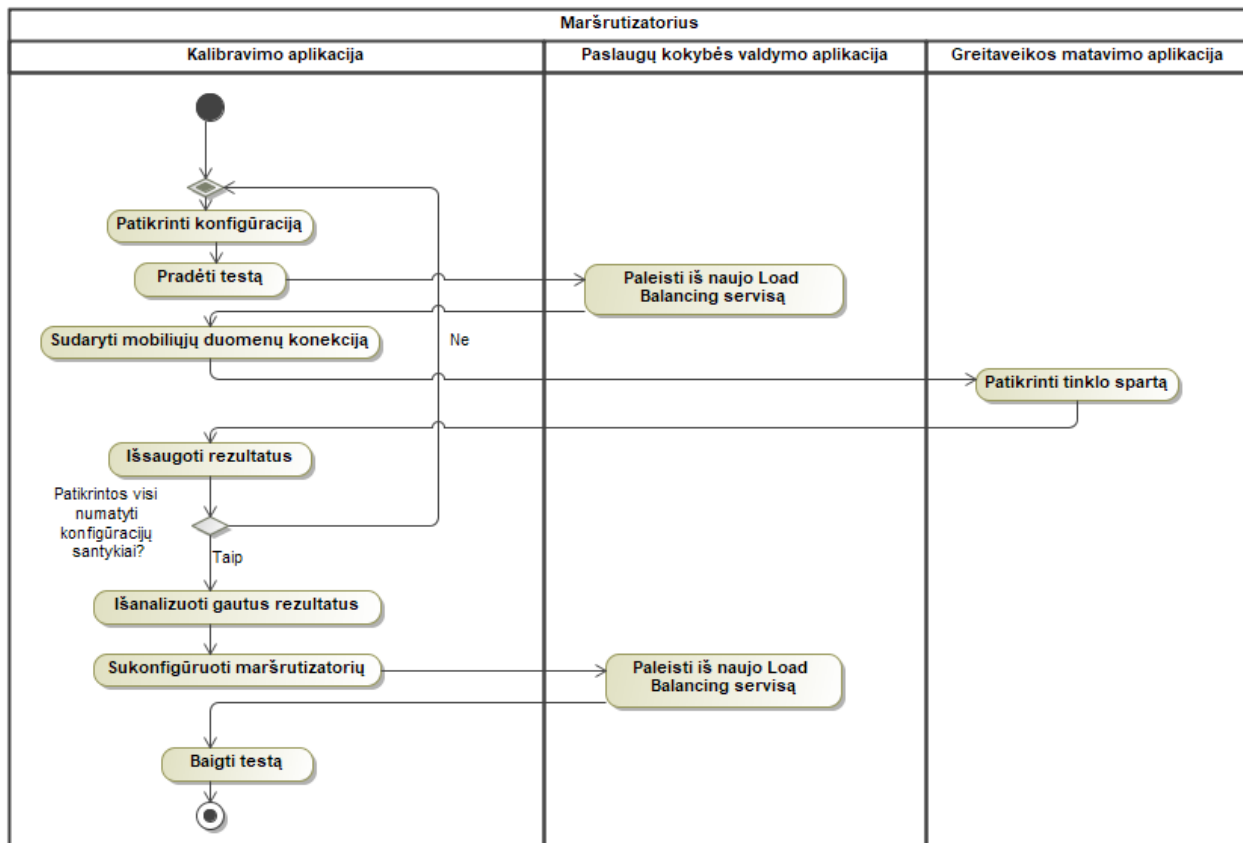 Maršrutizatorius
Kalibravimo aplikacija
Paslaugų kokybės valdymo aplikacija
Greitaveikos matavimo aplikacija
Patikrinti konfigūraciją
Pradėti testą
Paleisti iš naujo Load
Balancing servisą
Sudaryti mobiliųjų duomenų konekciją
Ne
Patikrinti tinklo spartą
Išsaugoti rezultatus
Patikrintos visi
numatyti
konfigūracijų
santykiai?
Taip
Išanalizuoti gautus rezultatus
Sukonfigūruoti maršrutizatorių
Paleisti iš naujo Load
Balancing servisą
Baigti testą